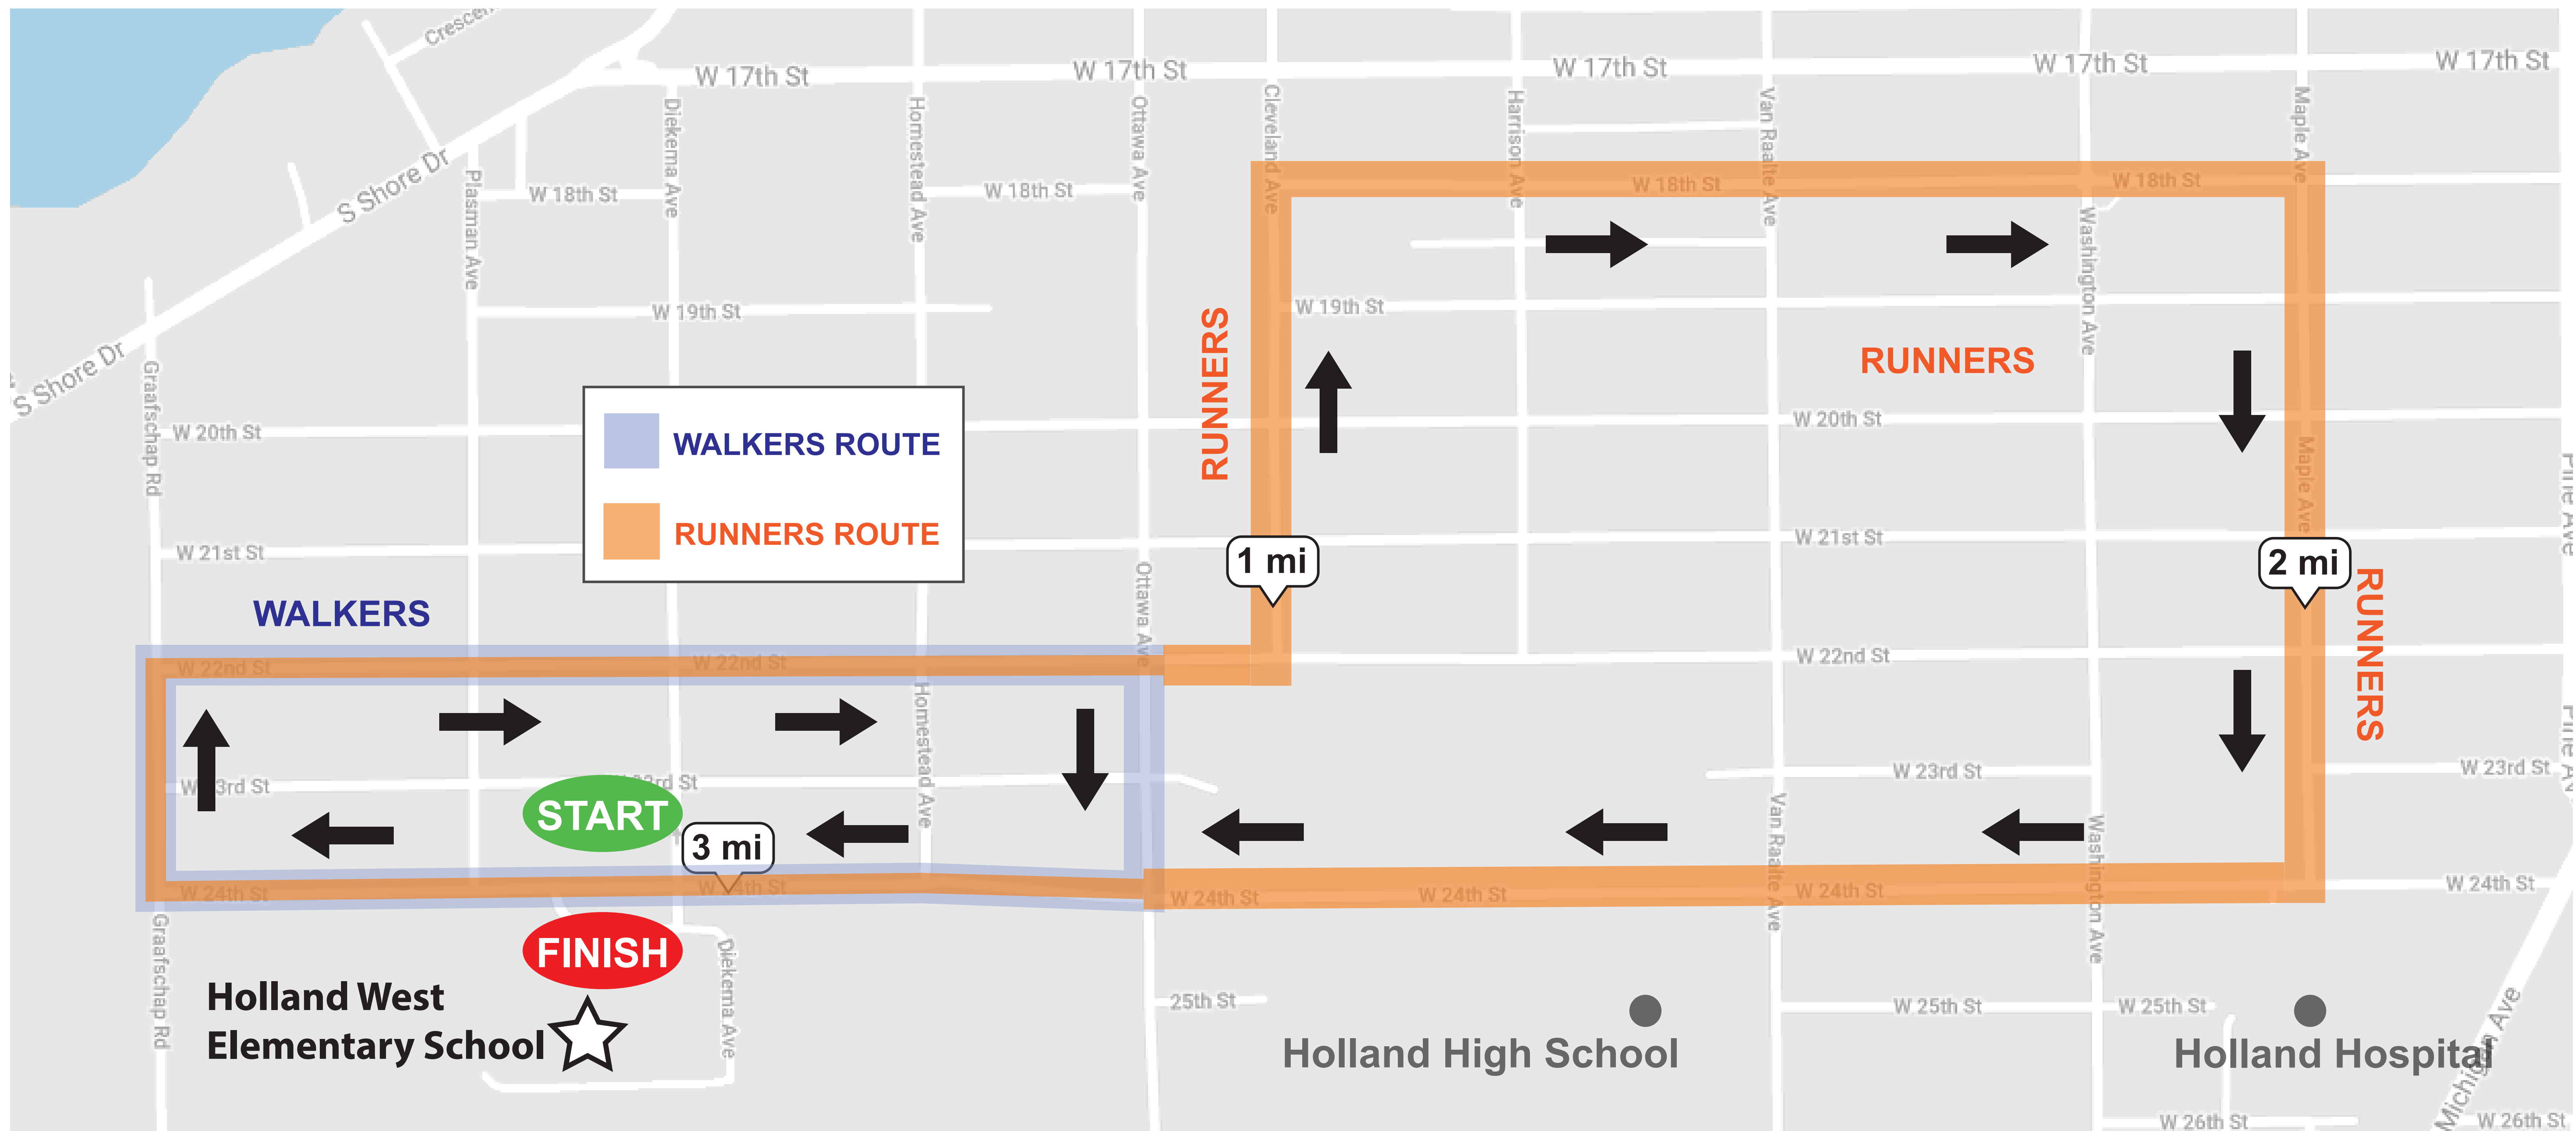 Crescen
W 17th St
W 17th St
W 17th St
W 17th St
W 17th St
Diekema Ave
Homestead Ave
Ottawa Ave
Cleveland Ave
Harrison Ave
Van Raalte Ave
Maple Ave
S Shore Dr
Plasman Ave
W 18th St
W 18th St
W 18th St
W 18th St
Washington Ave
W 19th St
W 19th St
RUNNERS
RUNNERS
S Shore Dr
Graafschap Rd
WALKERS ROUTE
RUNNERS ROUTE
W 20th St
W 20th St
Maple Ave
W 21st St
W 21st St
1 mi
2 mi
RUNNERS
Ottawa Ave
WALKERS
W 22nd St
W 22nd St
W 22nd St
Homestead Ave
W 23rd St
W 23rd St
W 23rd St
START
3 mi
Van Raalte Ave
Washington Ave
W 24th St
W 24th St
W 24th St
W 24th St
W 24th St
W 24th St
Graafschap Rd
FINISH
Diekema Ave
Holland West
Elementary School
25th St
W 25th St
W 25th St
Holland High School
Holland Hospital
Michigan Ave
W 26th St
W 26th St